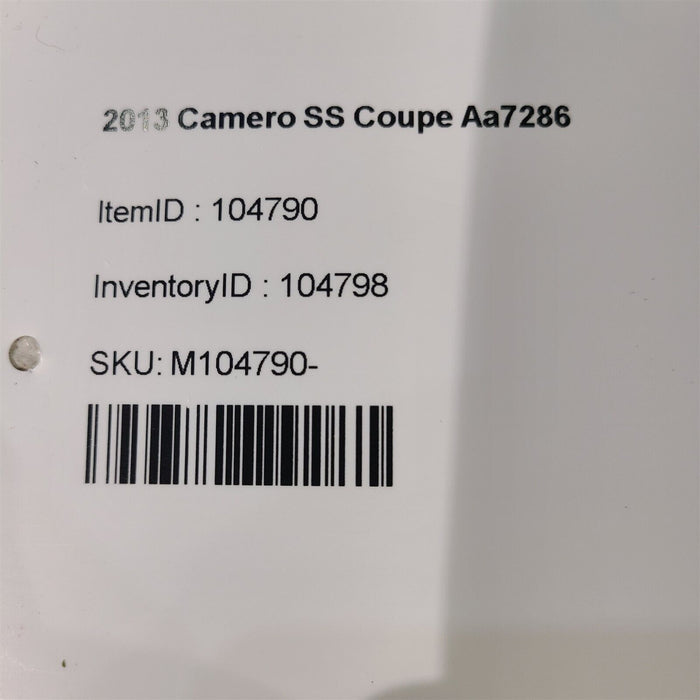 2013 Camero SS Coupe Aa7286
ItemID : 104790
InventoryID : 104798
SKU: M104790-